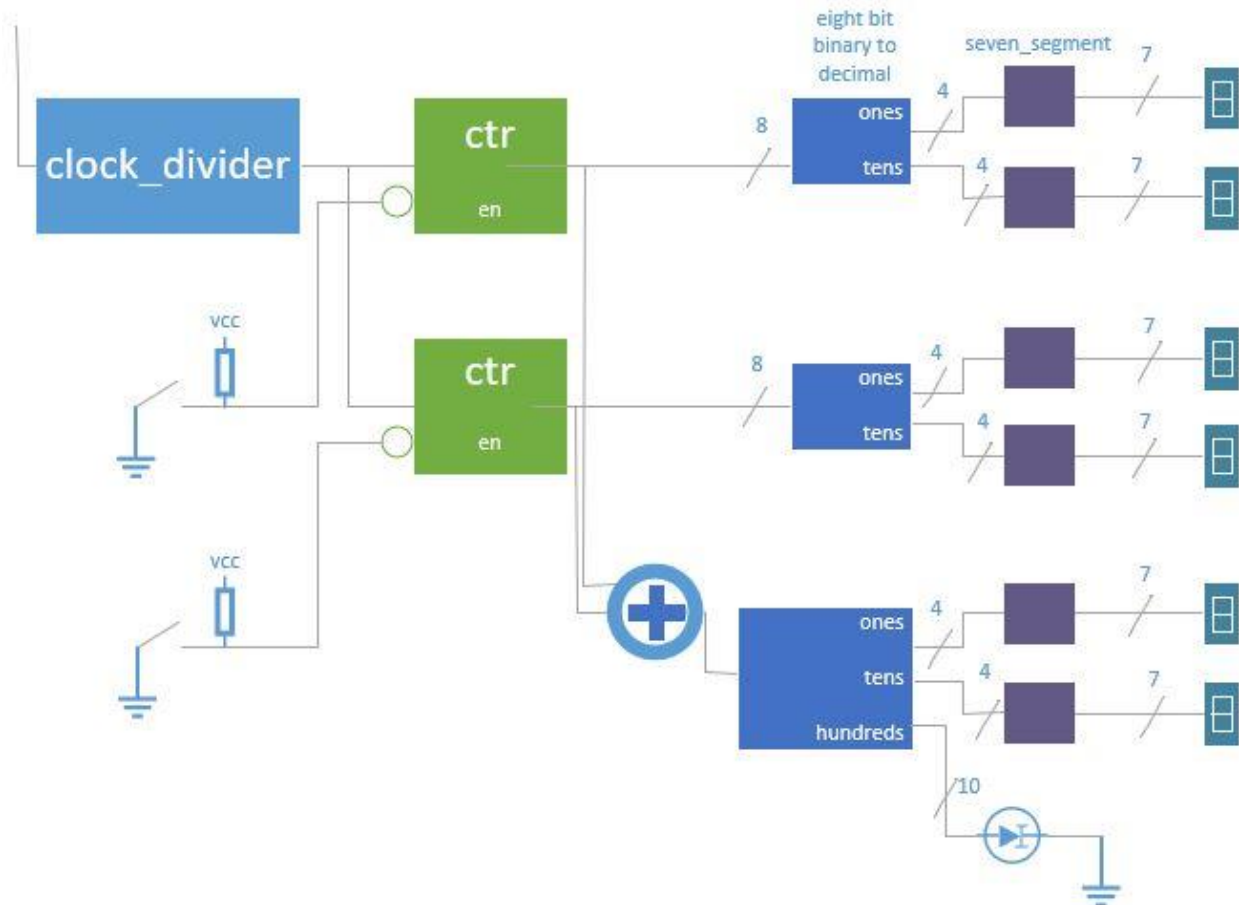 eight bit
binary to
decimal
seven_segment
7
4
ones
tens
8
4
7
clock_divider
ctr
en
vcc
ctr
en
8
ones
tens
4
7
4
7
vcc
ones
tens
hundreds
4
7
4
7
10